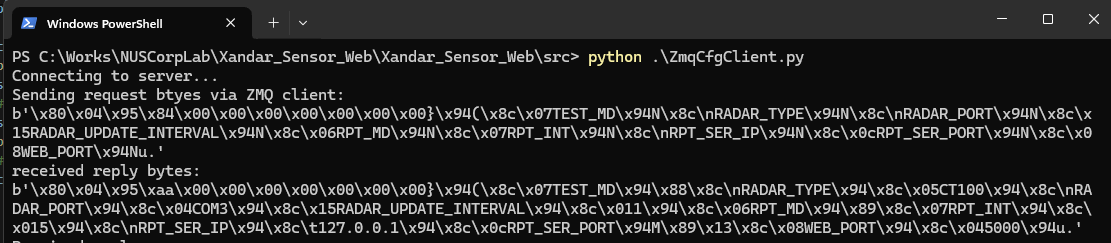 Windows PowerShell
PS C:\Works\NUSCorpLab\Xandar_Sensor_Web\Xandar_Sensor_Web\src> python .\ZmqCfgClient.py
Connecting to server...
Sending request btyes via ZMQ client:
b'\x80\x04\x95\x84\x00\x00\x00\x00\x00\x00\x00}\x94(\x8c\x07TEST_MD\x94N\x8c\nRADAR_TYPE\x94N\x8c\nRADAR_PORT\x94N\x8c\x
15RADAR_UPDATE_INTERVAL\x94N\x8c\x06RPT_MD\x94N\x8c\x07RPT_INT\x94N\x8c\nRPT_SER_IP\x94N\x8c\x0cRPT_SER_PORT\x94N\x8c\x0
8WEB_PORT\x94Nu.'
received reply bytes:
b'\x80\x04\x95\xaa\x00\x00\x00\x00\x00\x00\x00}\x94(\x8c\x07TEST_MD\x94\x88\x8c\nRADAR_TYPE\x94\x8c\x05CT100\x94\x8c\nRA
DAR_PORT\x94\x8c\x04COM3\x94\x8c\x15RADAR_UPDATE_INTERVAL\x94\x8c\x011\x94\x8c\x06RPT_MD\x94\x89\x8c\x07RPT_INT\x94\x8c\
x015\x94\x8c\nRPT_SER_IP\x94\x8c\t127.0.0.1\x94\x8c\x0cRPT_SER_PORT\x94M\x89\x13\x8c\x08WEB_PORT\x94\x8c\x045000\x94u.'